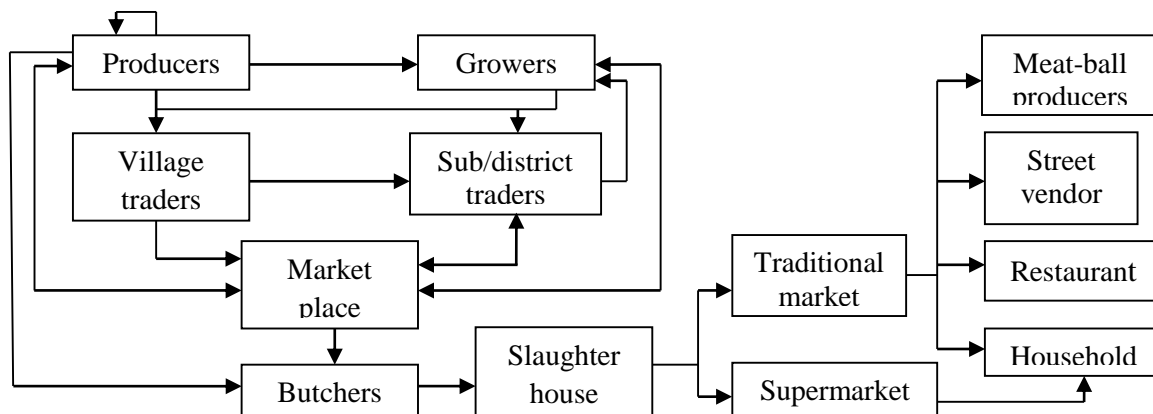 Producers
Growers
Meat-ball
producers
Village
traders
Sub/district
traders
Street
vendor
Market
place
Traditional
market
Restaurant
Slaughter
house
Household
Butchers
Supermarket